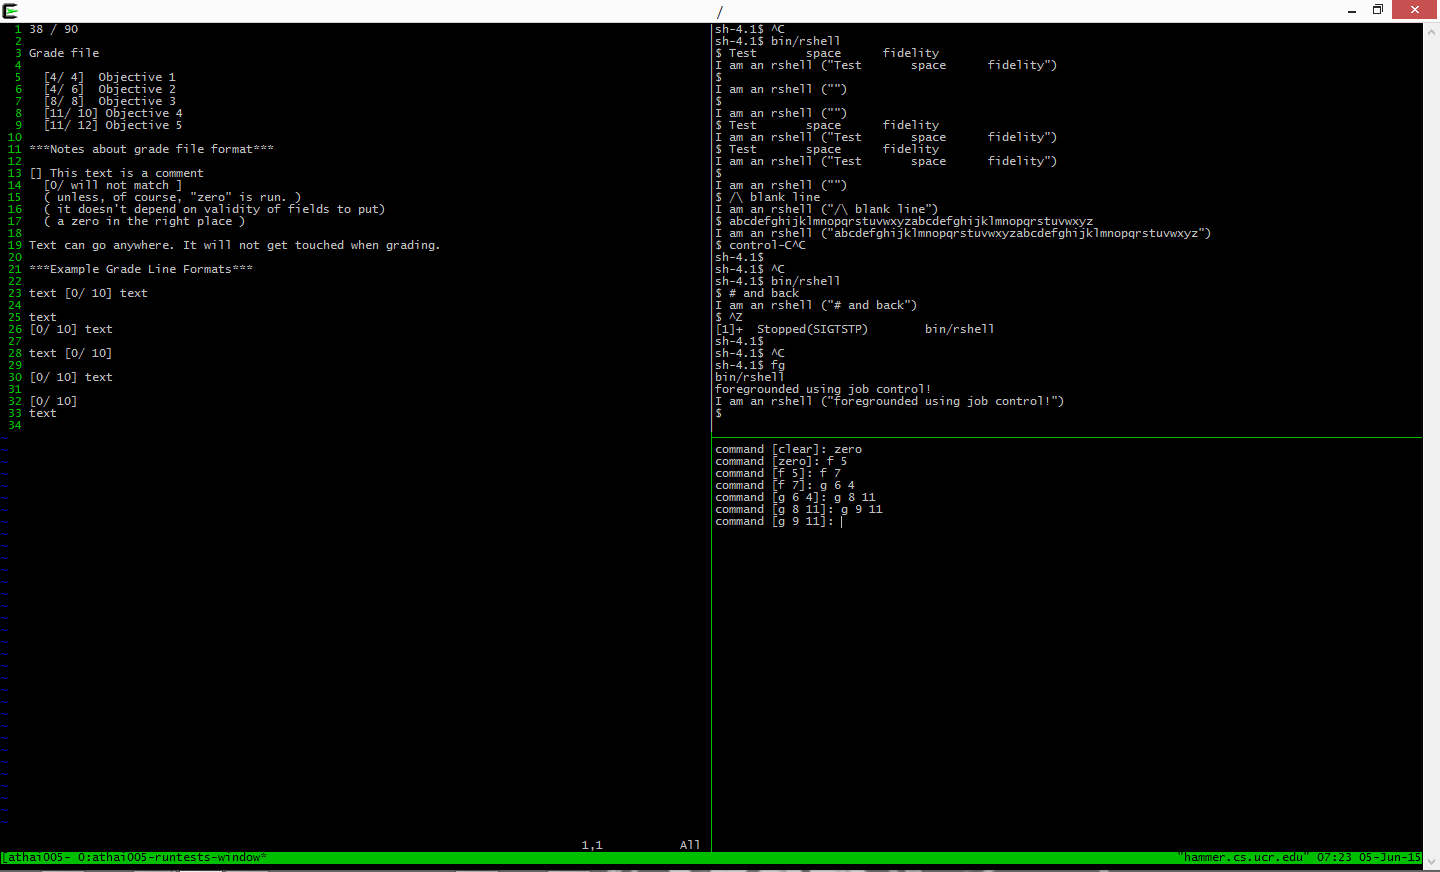 /
1 38 / 90
2
3 Grade file
4
5   [4/ 4]  Objective 1
6   [4/ 6]  Objective 2
7   [8/ 8]  Objective 3
8   [11/ 10] Objective 4
9   [11/ 12] Objective 5
10
11 ***Notes about grade file format***
12
13 [] This text is a comment
14   [0/ will not match ]
15   ( unless, of course, "zero" is run. )
16   ( it doesn't depend on validity of fields to put)
17   ( a zero in the right place )
18
19 Text can go anywhere. It will not get touched when grading.
20
21 ***Example Grade Line Formats***
22
23 text [0/ 10] text
24
25 text
26 [0/ 10] text
27
28 text [0/ 10]
29
30 [0/ 10] text
31
32 [0/ 10]
33 text
34
1,1           All
sh-4.1$ ^C
sh-4.1$ bin/rshell
$ Test       space      fidelity
I am an rshell ("Test       space      fidelity")
$
I am an rshell ("")
$
I am an rshell ("")
$ Test       space      fidelity
I am an rshell ("Test       space      fidelity")
$ Test       space      fidelity
I am an rshell ("Test       space      fidelity")
$
I am an rshell ("")
$ /\ blank line
I am an rshell ("/\ blank line")
$ abcdefghijklmnopqrstuvwxyzabcdefghijklmnopqrstuvwxyz
I am an rshell ("abcdefghijklmnopqrstuvwxyzabcdefghijklmnopqrstuvwxyz")
$ control-C^C
sh-4.1$
sh-4.1$ ^C
sh-4.1$ bin/rshell
$ # and back
I am an rshell ("# and back")
$ ^Z
[1]+  Stopped(SIGTSTP)        bin/rshell
sh-4.1$
sh-4.1$ ^C
sh-4.1$ fg
bin/rshell
foregrounded using job control!
I am an rshell ("foregrounded using job control!")
$
command [clear]: zero
command [zero]: f 5
command [f 5]: f 7
command [f 7]: g 6 4
command [g 6 4]: g 8 11
command [g 8 11]: g 9 11
command [g 9 11]:
[athai005- 0:athai005-runtests-window* "hammer.cs.ucr.edu" 07:23 05-Jun-15